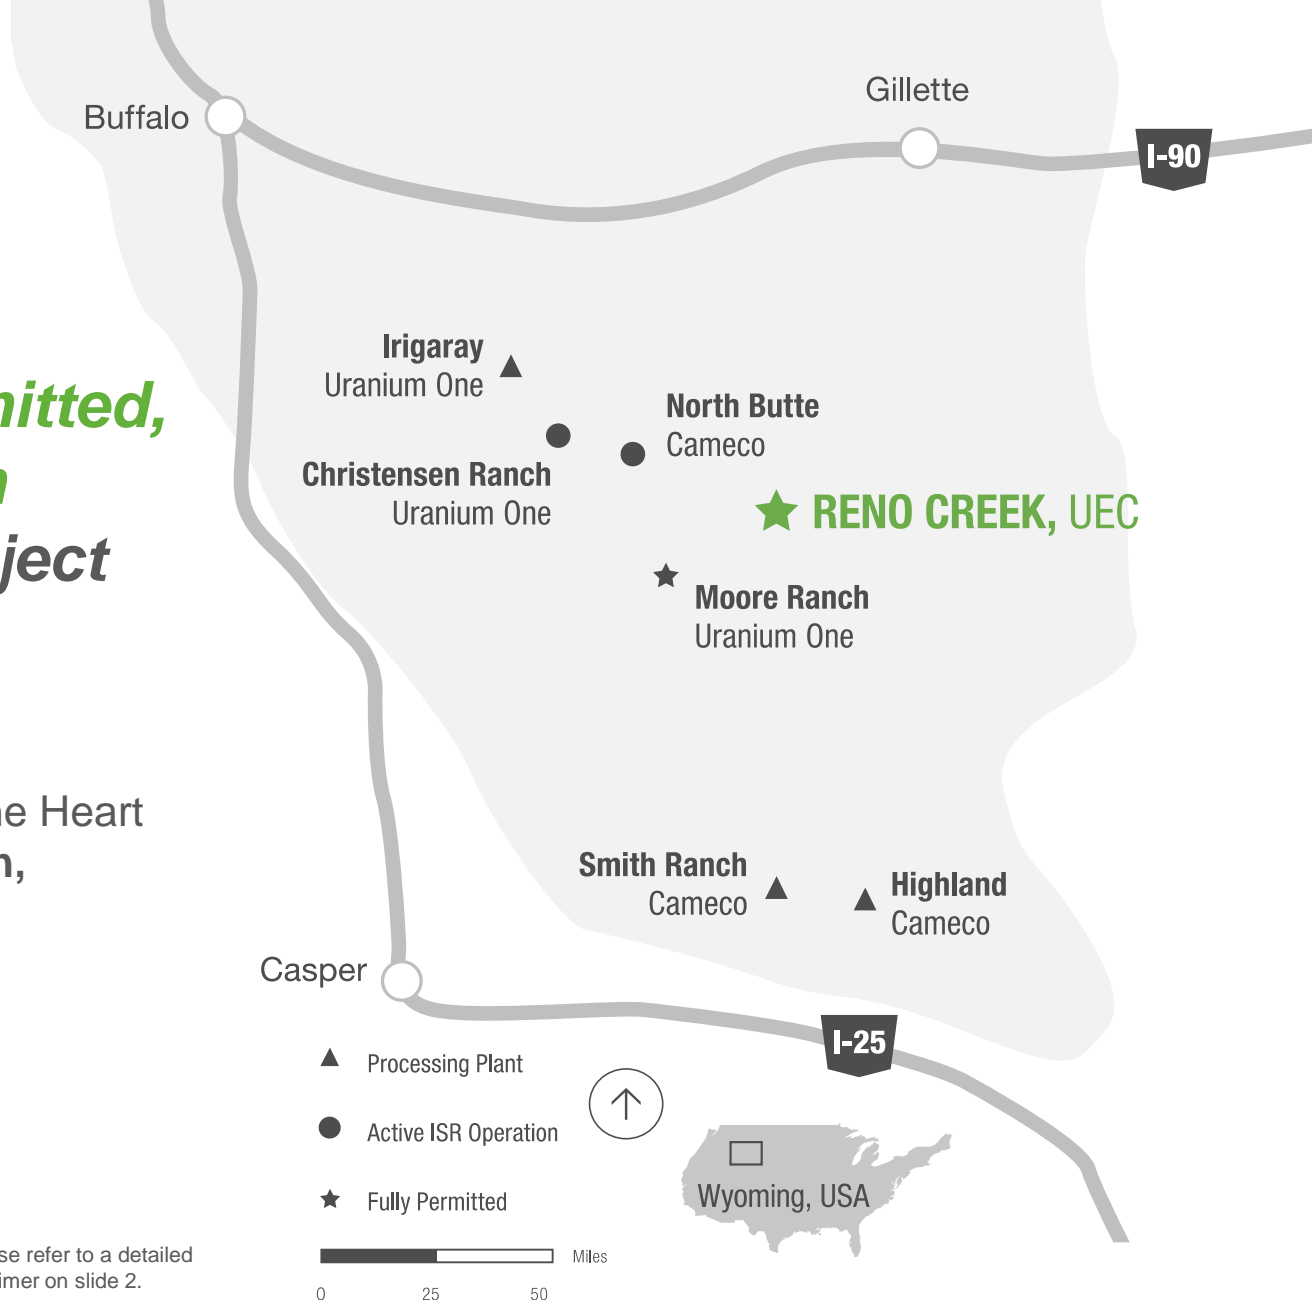 Gillette
Buffalo
I-90
Irigaray
Uranium One
North Butte
Cameco
Christensen Ranch
Uranium One
RENO CREEK, UEC
Moore Ranch
Uranium One
mitted,
n
ject
ne Heart
n,
Smith Ranch
Cameco
Highland
Cameco
Casper
I-25
Processing Plant
Active ISR Operation
Fully Permitted
Wyoming, USA
Miles
0 25 50
se refer to a detailed
imer on slide 2.